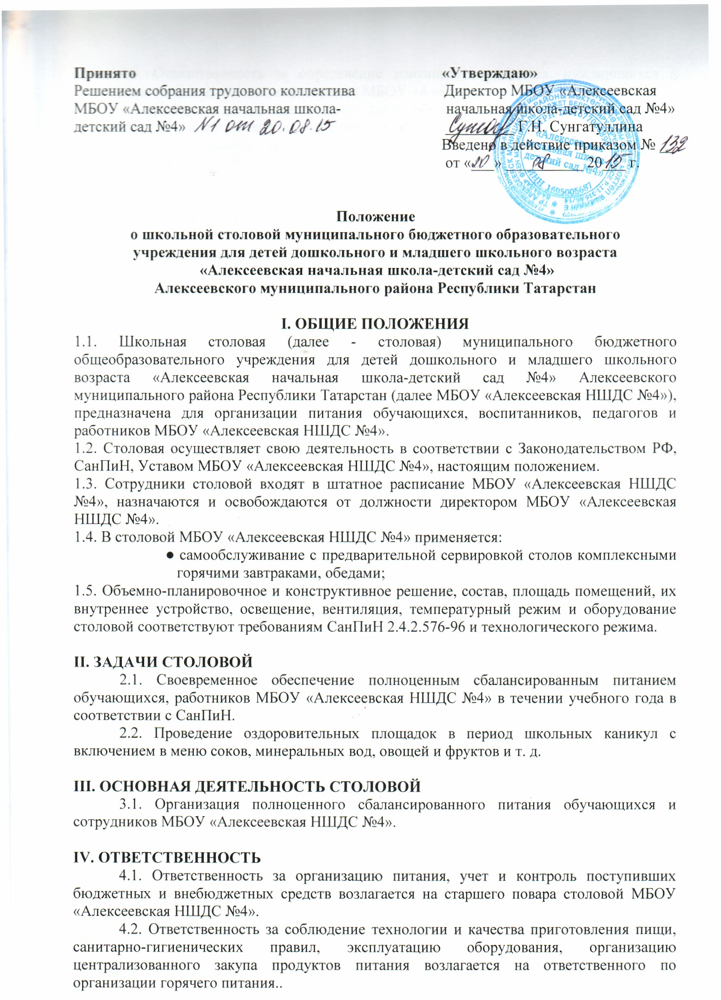 Принято
Решением собрания трудового коллектива
МБОУ «Алексеевская начальная школа-
детский сад №4» N1 от 20.08.15
«Утверждаю»
Директор МБОУ «Алексеевская
начальная школа-детский сад №4»
Г.Н. Сунгатуллина
Введено в действие приказом № 132
от «20» 08 2015 г.
«Алексеевская
начальная школа-
детский сад №4»
ИНН 1605005687
Положение
о школьной столовой муниципального бюджетного образовательного
учреждения для детей дошкольного и младшего школьного возраста
«Алексеевская начальная школа-детский сад №4»
Алексеевского муниципального района Республики Татарстан
I. ОБЩИЕ ПОЛОЖЕНИЯ
1.1. Школьная столовая (далее - столовая) муниципального бюджетного
общеобразовательного учреждения для детей дошкольного и младшего школьного
возраста «Алексеевская начальная школа-детский сад №4» Алексеевского
муниципального района Республики Татарстан (далее МБОУ «Алексеевская НШДС №4»),
предназначена для организации питания обучающихся, воспитанников, педагогов и
работников МБОУ «Алексеевская НШДС №4».
1.2. Столовая осуществляет свою деятельность в соответствии с Законодательством РФ,
СанПиН, Уставом МБОУ «Алексеевская НШДС №4», настоящим положением.
1.3. Сотрудники столовой входят в штатное расписание МБОУ «Алексеевская НШДС
№4», назначаются и освобождаются от должности директором МБОУ «Алексеевская
НШДС №4».
1.4. В столовой МБОУ «Алексеевская НШДС №4» применяется:
● самообслуживание с предварительной сервировкой столов комплексными
горячими завтраками, обедами;
1.5. Объемно-планировочное и конструктивное решение, состав, площадь помещений, их
внутреннее устройство, освещение, вентиляция, температурный режим и оборудование
столовой соответствуют требованиям СанПиН 2.4.2.576-96 и технологического режима.
II. ЗАДАЧИ СТОЛОВОЙ
2.1. Своевременное обеспечение полноценным сбалансированным питанием
обучающихся, работников МБОУ «Алексеевская НШДС №4» в течении учебного года в
соответствии с СанПиН.
2.2. Проведение оздоровительных площадок в период школьных каникул с
включением в меню соков, минеральных вод, овощей и фруктов и т. д.
III. ОСНОВНАЯ ДЕЯТЕЛЬНОСТЬ СТОЛОВОЙ
3.1. Организация полноценного сбалансированного питания обучающихся и
сотрудников МБОУ «Алексеевская НШДС №4».
IV. ОТВЕТСТВЕННОСТЬ
4.1. Ответственность за организацию питания, учет и контроль поступивших
бюджетных и внебюджетных средств возлагается на старшего повара столовой МБОУ
«Алексеевская НШДС №4».
4.2. Ответственность за соблюдение технологии и качества приготовления пищи,
санитарно-гигиенических правил, эксплуатацию оборудования, организацию
централизованного закупа продуктов питания возлагается на ответственного по
организации горячего питания..